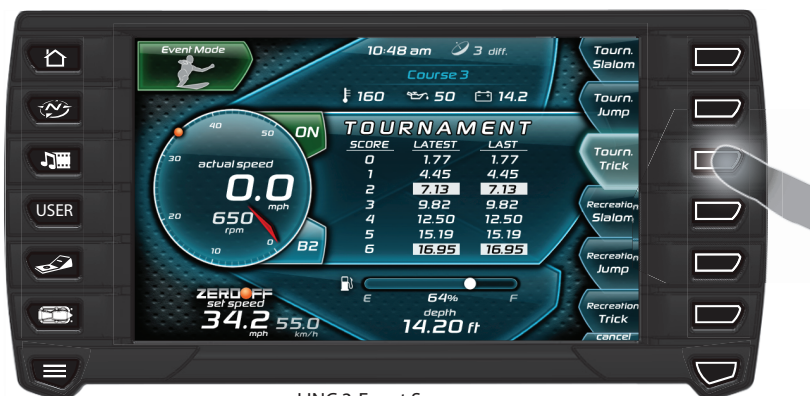 Event Mode
10:48 am 3 diff.
Course 3
160 50 14.2
Tourn.
Slalom
Tourn.
Jump
Tourn.
Trick
Recreation
Slalom
Recreation
Jump
Recreation
Trick
cancel
USER
40
50
30
20
10
0
ON
B2
actual speed
0.0
mph
650
rpm
TOURNAMENT
SCORE LATEST LAST
0 1.77 1.77
1 4.45 4.45
2 7.13 7.13
3 9.82 9.82
4 12.50 12.50
5 15.19 15.19
6 16.95 16.95
ZEROOFF
set speed
34.2 55.0
mph km/h
E 64% F
depth
14.20 ft